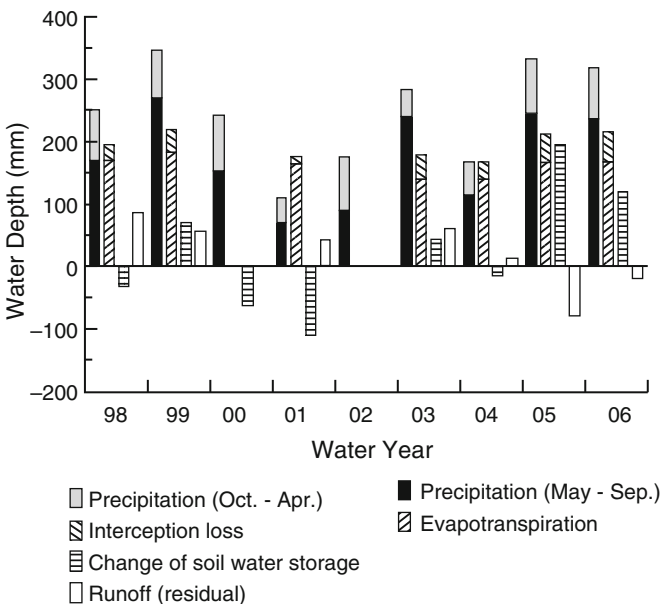 400
300
200
100
0
−100
−200
Water Depth (mm)
98 99 00 01 02 03 04 05 06
Water Year
Precipitation (Oct. - Apr.)
Precipitation (May - Sep.)
Interception loss
Evapotranspiration
Change of soil water storage
Runoff (residual)